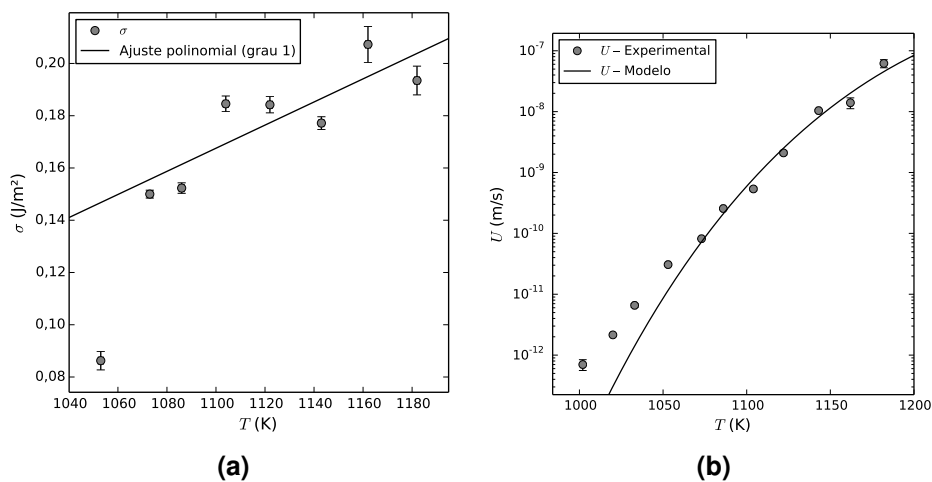 σ
Ajuste polinomial (grau 1)
0,20
0,18
0,16
0,14
0,12
0,10
0,08
σ (J/m²)
1040 1060 1080 1100 1120 1140 1160 1180
T (K)
(a)
U − Experimental
U − Modelo
10⁻⁷
10⁻⁸
10⁻⁹
10⁻¹⁰
10⁻¹¹
10⁻¹²
U (m/s)
1000 1050 1100 1150 1200
T (K)
(b)